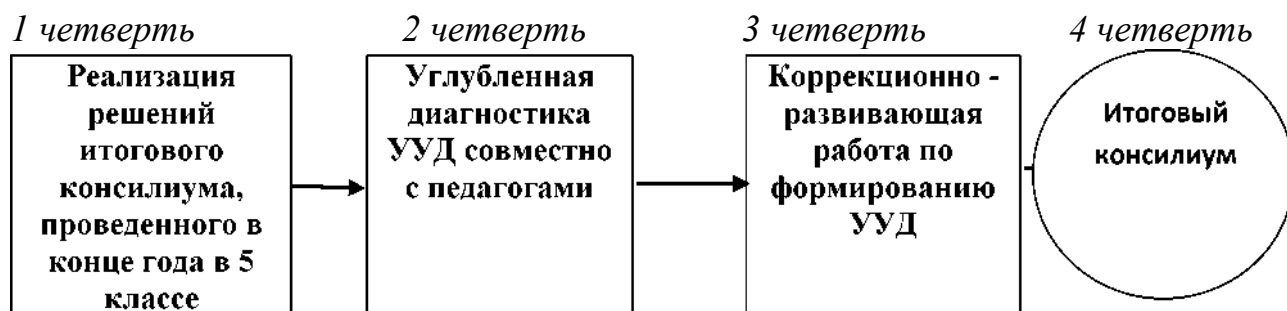 1 четверть
2 четверть
3 четверть
4 четверть
Реализация
решений
итогового
консилиума,
проведенного в
конце года в 5
классе
Углубленная
диагностика
УУД совместно
с педагогами
Коррекционно -
развивающая
работа по
формированию
УУД
Итоговый
консилиум